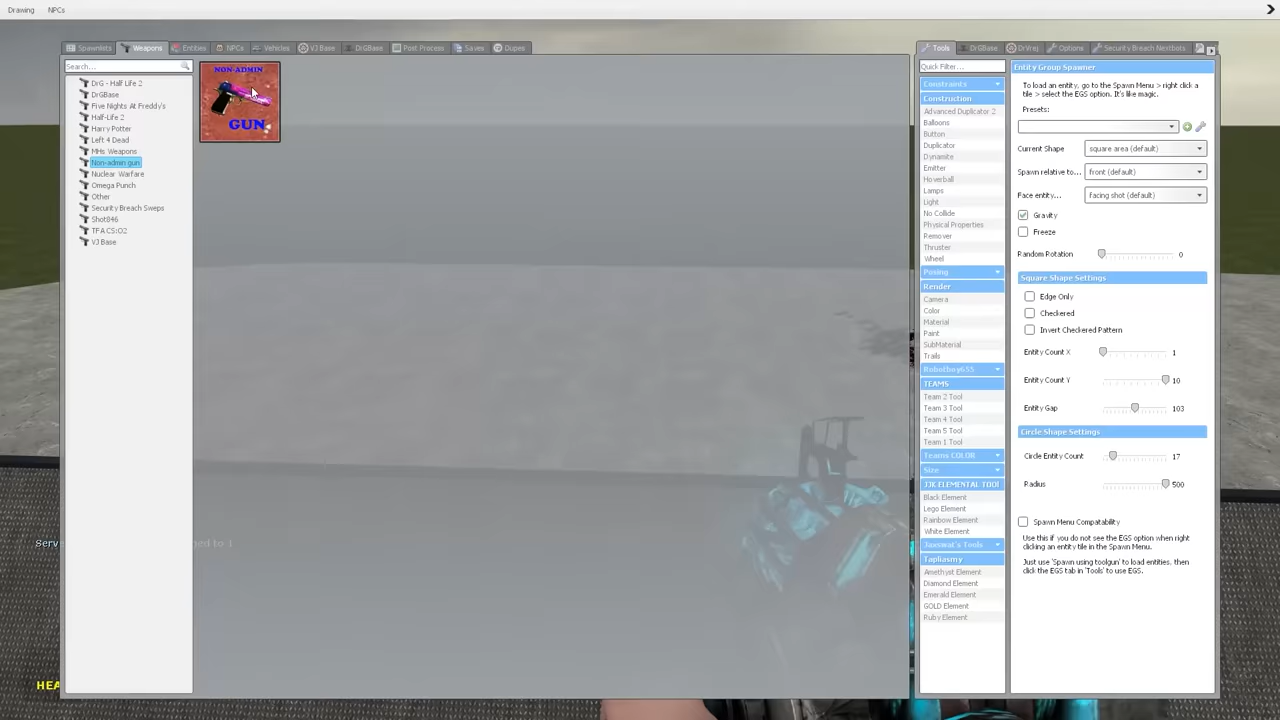 Drawing NPCs
Spawnlists Weapons Entities NPCs Vehicles VJ Base DrGBase Post Process Saves Dupes
Search...
DrG - Half Life 2
DrGBase
Five Nights At Freddy's
Half-Life 2
Harry Potter
Left 4 Dead
MHs Weapons
Non-admin gun
Nuclear Warfare
Omega Punch
Other
Security Breach Sweps
Shot846
TFA CS:O2
VJ Base
NON-ADMIN
GUN
Serv
ped to 1
HEA
Tools DrGBase DrVrej Options Security Breach Nextbots
Quick Filter...
Constraints
Construction
Advanced Duplicator 2
Balloons
Button
Duplicator
Dynamite
Emitter
Hoverball
Lamps
Light
No Collide
Physical Properties
Remover
Thruster
Wheel
Posing
Render
Camera
Color
Material
Paint
SubMaterial
Trails
Robotboy655
TEAMS
Team 2 Tool
Team 3 Tool
Team 4 Tool
Team 5 Tool
Team 1 Tool
Teams COLOR
Size
JJK ELEMENTAL TOOl
Black Element
Lego Element
Rainbow Element
White Element
Tapliasmy
Amethyst Element
Diamond Element
Emerald Element
GOLD Element
Ruby Element
Entity Group Spawner
To load an entity, go to the Spawn Menu > right click a
tile > select the EGS option. It's like magic.
Presets:
Current Shape square area (default)
Spawn relative to... front (default)
Face entity... facing shot (default)
Gravity
Freeze
Random Rotation 0
Square Shape Settings
Edge Only
Checkered
Invert Checkered Pattern
Entity Count X 1
Entity Count Y 10
Entity Gap 103
Circle Shape Settings
Circle Entity Count 17
Radius 500
Spawn Menu Compatability
Use this if you do not see the EGS option when right
clicking an entity tile in the Spawn Menu.
Just use 'Spawn using toolgun' to load entities, then
click the EGS tab in 'Tools' to use EGS.